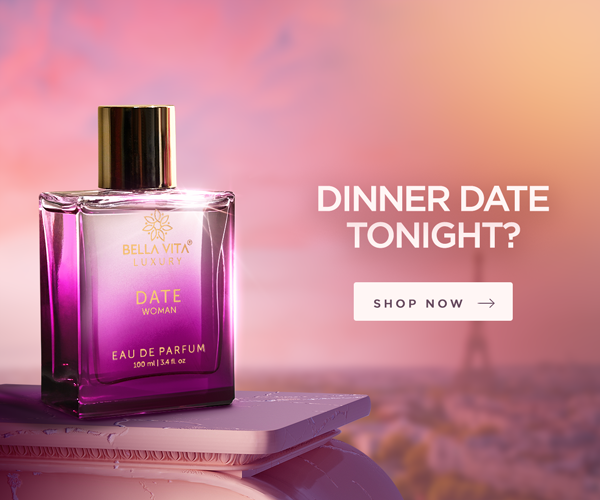 BELLA VITA®
LUXURY
DATE
WOMAN
EAU DE PARFUM
100 ml | 3.4 fl. oz
DINNER DATE
TONIGHT?
SHOP NOW →